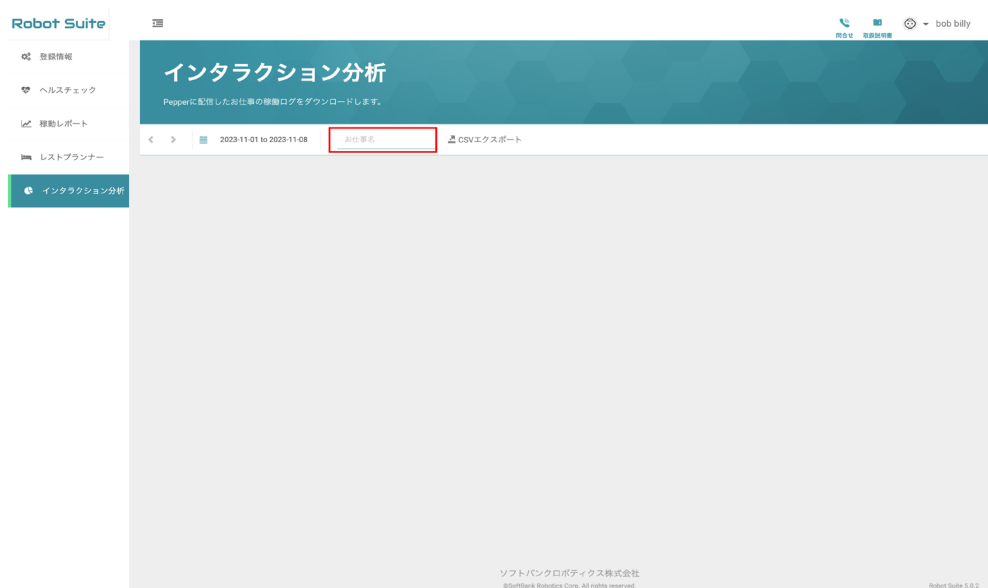 Robot Suite
問合せ
取扱説明書
bob billy
登録情報
ヘルスチェック
稼動レポート
レストプランナー
インタラクション分析
インタラクション分析
Pepperに配信したお仕事の稼働ログをダウンロードします。
2023-11-01 to 2023-11-08
お仕事名
CSVエクスポート
ソフトバンクロボティクス株式会社
©SoftBank Robotics Corp. All rights reserved.
Robot Suite 5.0.2